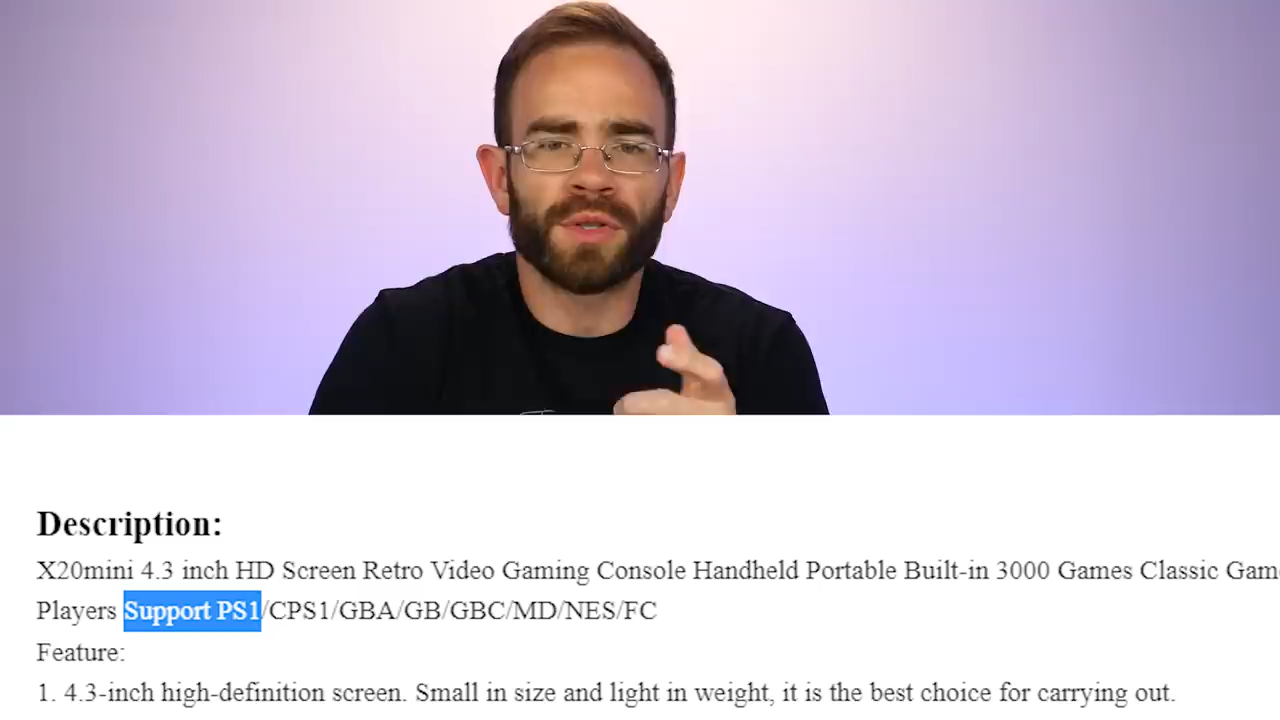 Description:
X20mini 4.3 inch HD Screen Retro Video Gaming Console Handheld Portable Built-in 3000 Games Classic Gam
Players Support PS1/CPS1/GBA/GB/GBC/MD/NES/FC
Feature:
1. 4.3-inch high-definition screen. Small in size and light in weight, it is the best choice for carrying out.